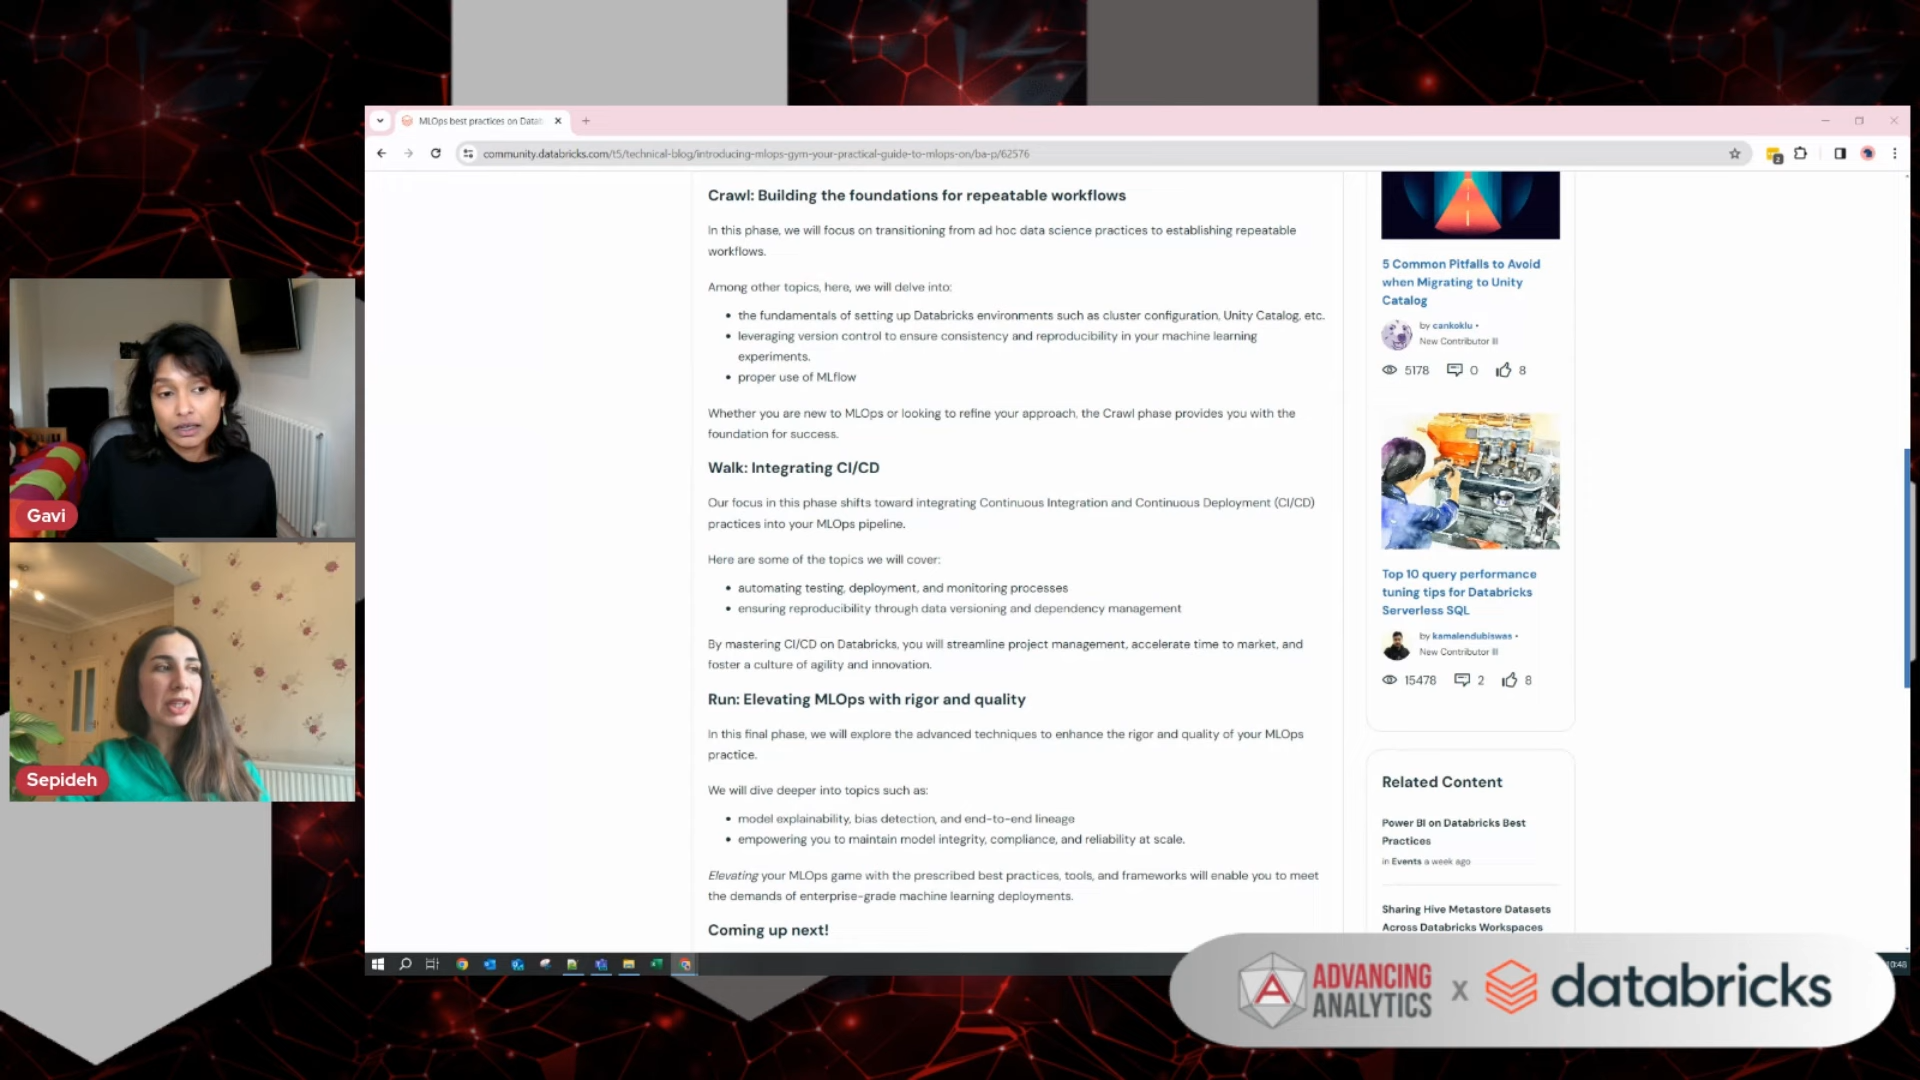 MLOps best practices on Datab
community.databricks.com/t5/technical-blog/introducing-mlops-gym-your-practical-guide-to-mlops-on/ba-p/62576
Crawl: Building the foundations for repeatable workflows
In this phase, we will focus on transitioning from ad hoc data science practices to establishing repeatable
workflows.
Among other topics, here, we will delve into:
• the fundamentals of setting up Databricks environments such as cluster configuration, Unity Catalog, etc.
• leveraging version control to ensure consistency and reproducibility in your machine learning
experiments.
• proper use of MLflow
Whether you are new to MLOps or looking to refine your approach, the Crawl phase provides you with the
foundation for success.
Walk: Integrating CI/CD
Our focus in this phase shifts toward integrating Continuous Integration and Continuous Deployment (CI/CD)
practices into your MLOps pipeline.
Here are some of the topics we will cover:
• automating testing, deployment, and monitoring processes
• ensuring reproducibility through data versioning and dependency management
By mastering CI/CD on Databricks, you will streamline project management, accelerate time to market, and
foster a culture of agility and innovation.
Run: Elevating MLOps with rigor and quality
In this final phase, we will explore the advanced techniques to enhance the rigor and quality of your MLOps
practice.
We will dive deeper into topics such as:
• model explainability, bias detection, and end-to-end lineage
• empowering you to maintain model integrity, compliance, and reliability at scale.
Elevating your MLOps game with the prescribed best practices, tools, and frameworks will enable you to meet
the demands of enterprise-grade machine learning deployments.
Coming up next!
5 Common Pitfalls to Avoid
when Migrating to Unity
Catalog
by cankoklu •
New Contributor III
5178 0 8
Top 10 query performance
tuning tips for Databricks
Serverless SQL
by kamalendubiswas •
New Contributor III
15478 2 8
Related Content
Power BI on Databricks Best
Practices
in Events a week ago
Sharing Hive Metastore Datasets
Across Databricks Workspaces
Gavi
Sepideh
ADVANCING
ANALYTICS
x
databricks